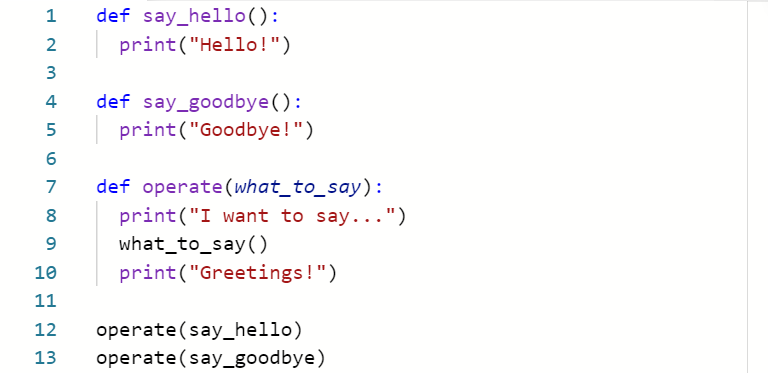 1 def say_hello():
2   print("Hello!")
3
4 def say_goodbye():
5   print("Goodbye!")
6
7 def operate(what_to_say):
8   print("I want to say...")
9   what_to_say()
10   print("Greetings!")
11
12 operate(say_hello)
13 operate(say_goodbye)